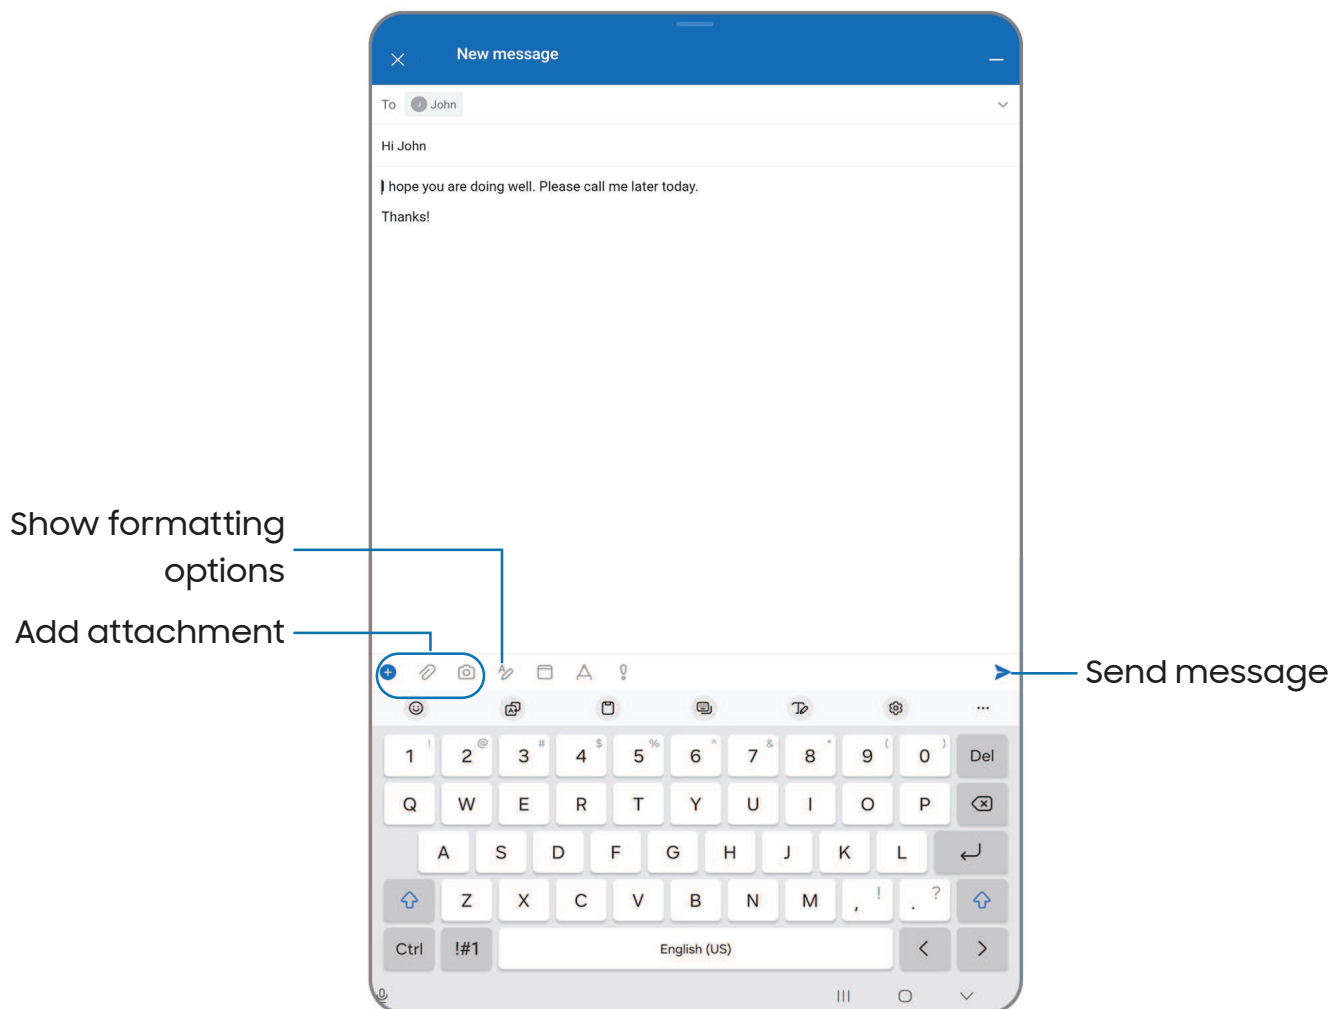 New message
To John
Hi John
I hope you are doing well. Please call me later today.
Thanks!
Show formatting
options
Add attachment
Send message
1 ! 2 @ 3 # 4 $ 5 % 6 ^ 7 & 8 * 9 ( 0 ) Del
Q W E R T Y U I O P
A S D F G H J K L
Z X C V B N M , ! . ?
Ctrl !#1 English (US) < >